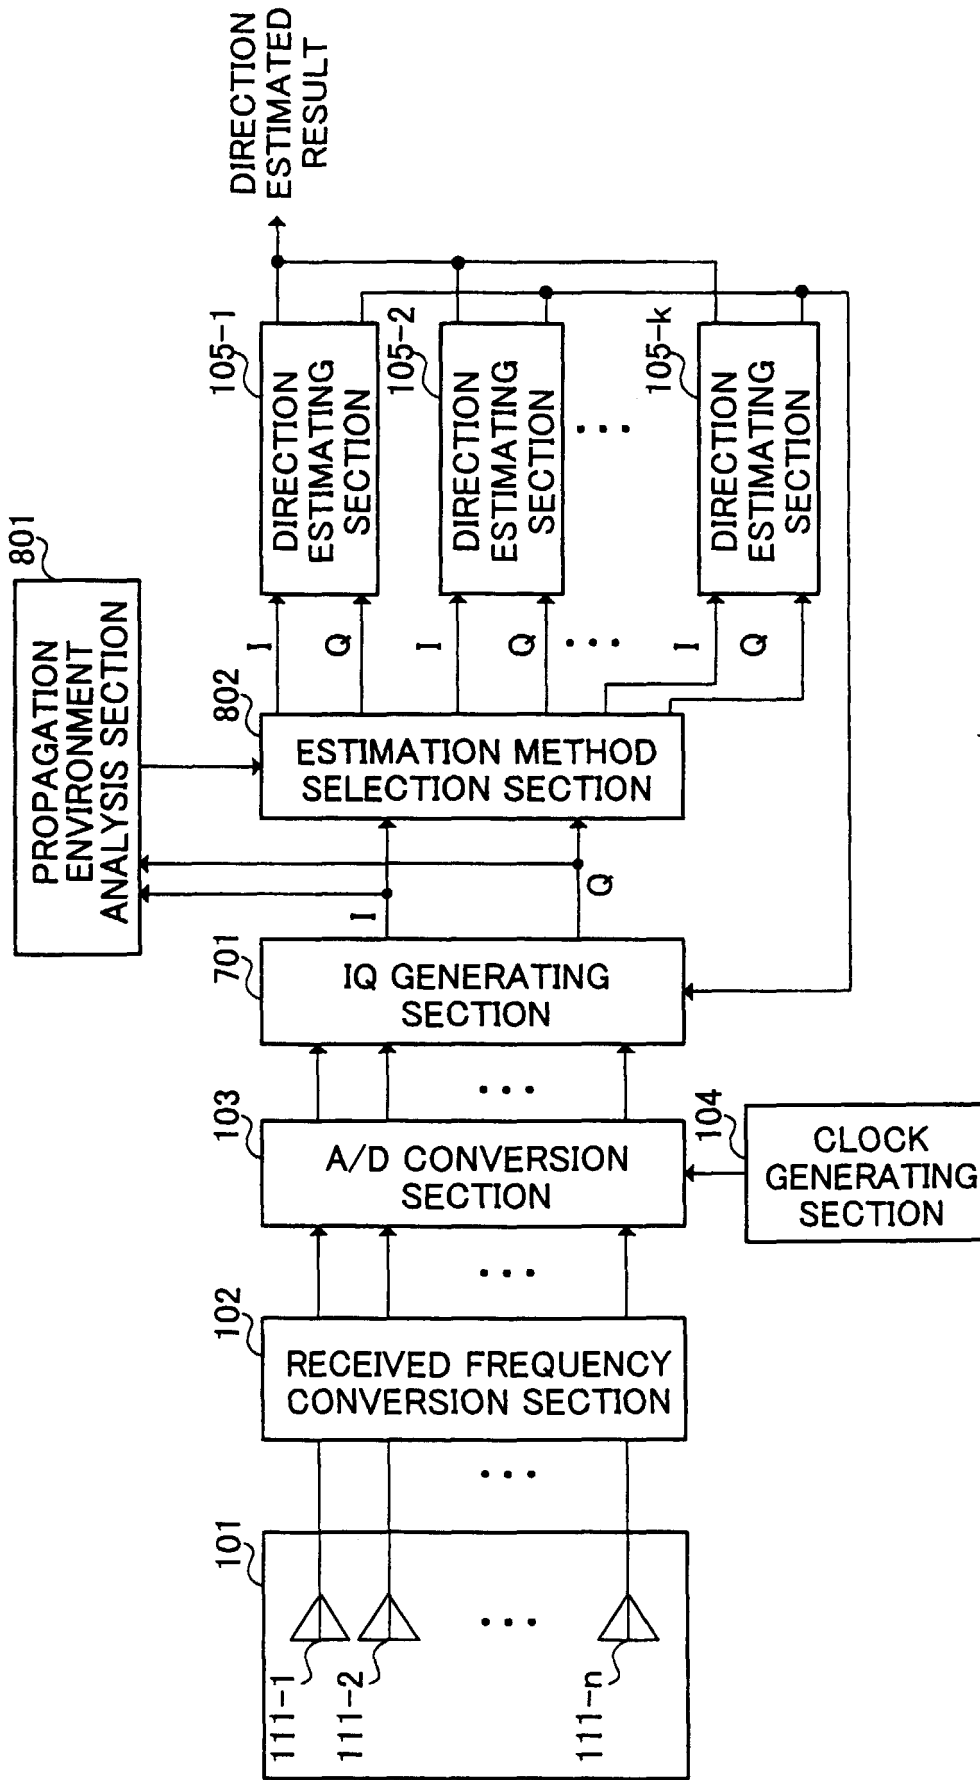 101
111-1
111-2
...
111-n
...
102
RECEIVED FREQUENCY
CONVERSION SECTION
...
103
A/D CONVERSION
SECTION
104
CLOCK
GENERATING
SECTION
...
701
IQ GENERATING
SECTION
I
Q
801
PROPAGATION
ENVIRONMENT
ANALYSIS SECTION
802
ESTIMATION METHOD
SELECTION SECTION
I
Q
I
Q
...
I
Q
105-1
DIRECTION
ESTIMATING
SECTION
105-2
DIRECTION
ESTIMATING
SECTION
...
105-k
DIRECTION
ESTIMATING
SECTION
DIRECTION
ESTIMATED
RESULT